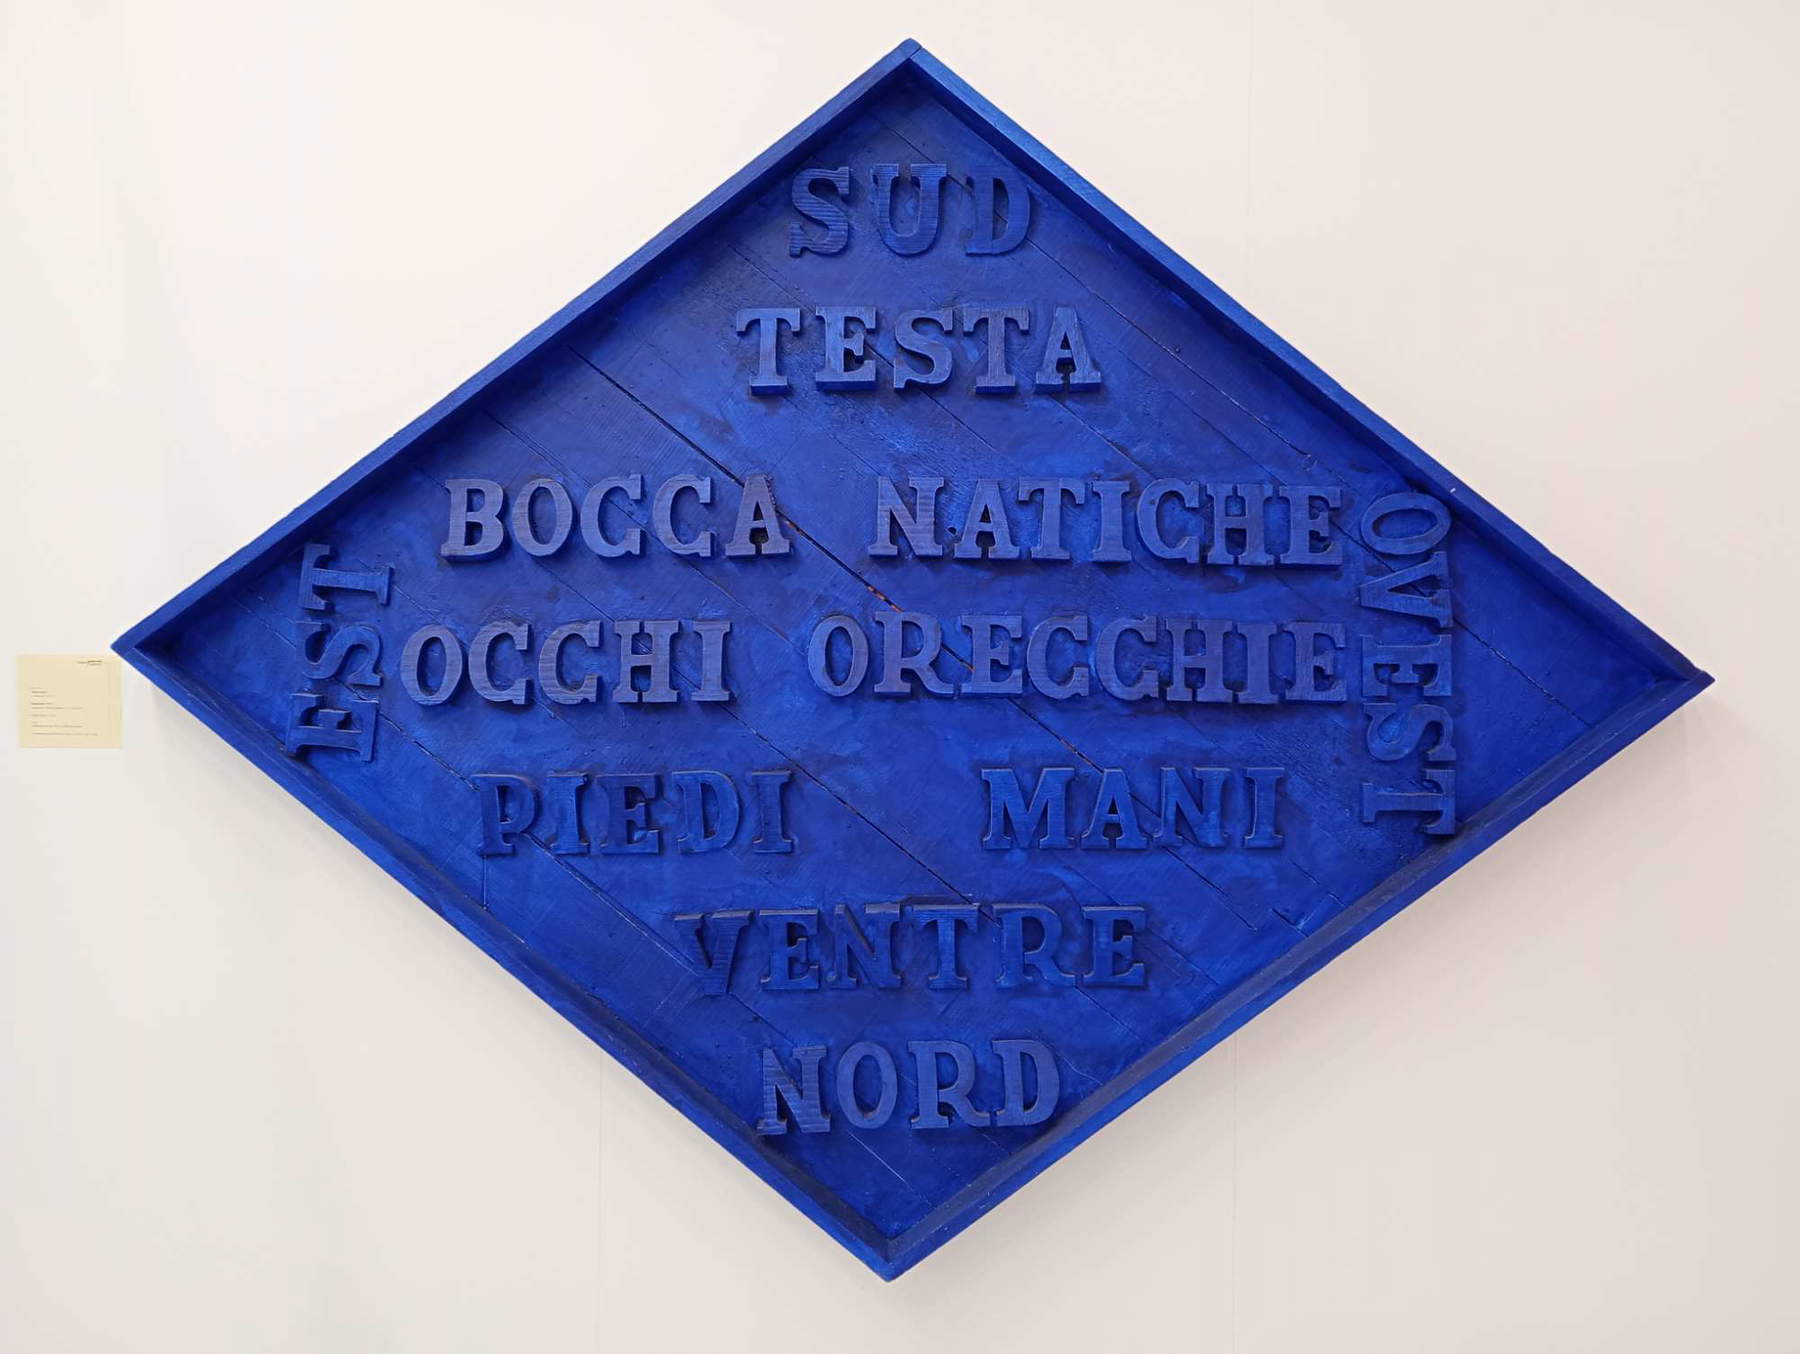 SUD
TESTA
BOCCA NATICHE
OCCHI ORECCHIE
EST
OVEST
PIEDI MANI
VENTRE
NORD